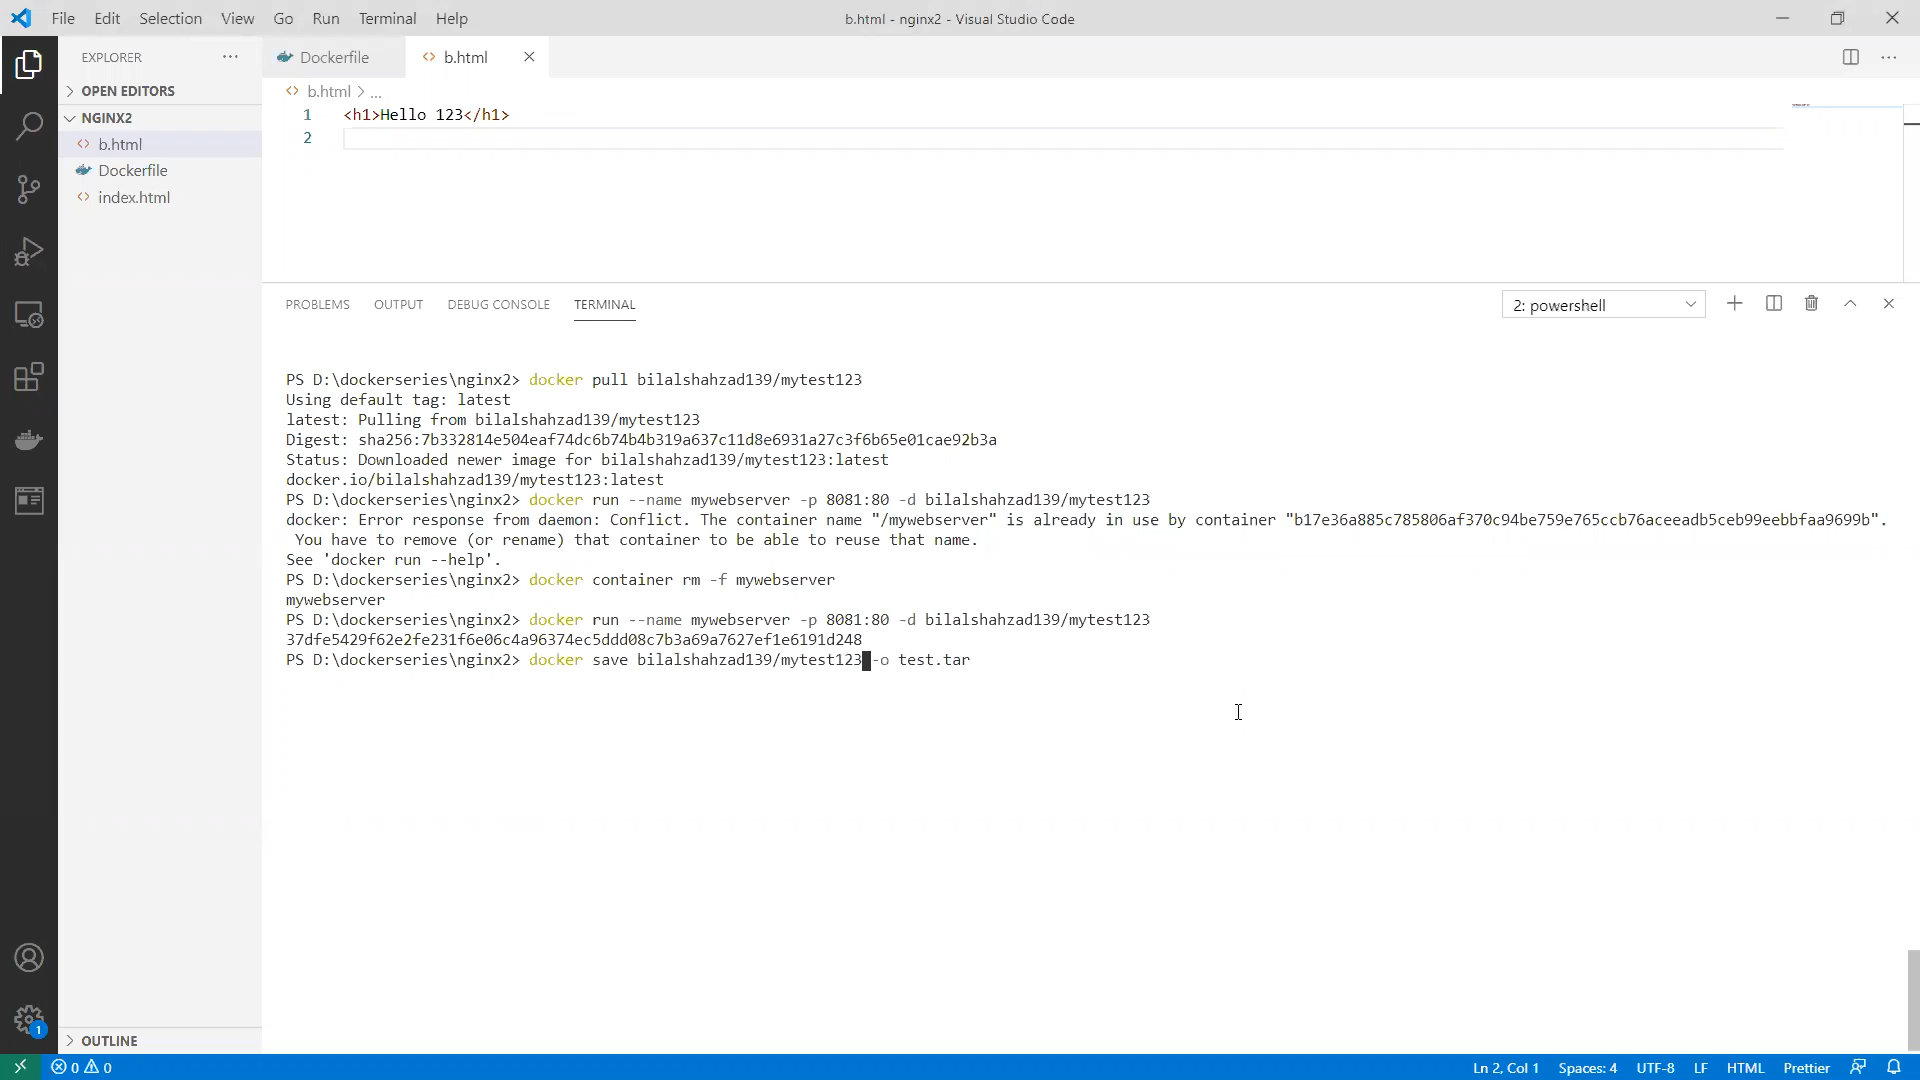 File Edit Selection View Go Run Terminal Help
b.html - nginx2 - Visual Studio Code
EXPLORER
OPEN EDITORS
NGINX2
b.html
Dockerfile
index.html
OUTLINE
Dockerfile
b.html
b.html > ...
1 <h1>Hello 123</h1>
2
PROBLEMS OUTPUT DEBUG CONSOLE TERMINAL
2: powershell
PS D:\dockerseries\nginx2> docker pull bilalshahzad139/mytest123
Using default tag: latest
latest: Pulling from bilalshahzad139/mytest123
Digest: sha256:7b332814e504eaf74dc6b74b4b319a637c11d8e6931a27c3f6b65e01cae92b3a
Status: Downloaded newer image for bilalshahzad139/mytest123:latest
docker.io/bilalshahzad139/mytest123:latest
PS D:\dockerseries\nginx2> docker run --name mywebserver -p 8081:80 -d bilalshahzad139/mytest123
docker: Error response from daemon: Conflict. The container name "/mywebserver" is already in use by container "b17e36a885c785806af370c94be759e765ccb76aceeadb5ceb99eebbfaa9699b".
You have to remove (or rename) that container to be able to reuse that name.
See 'docker run --help'.
PS D:\dockerseries\nginx2> docker container rm -f mywebserver
mywebserver
PS D:\dockerseries\nginx2> docker run --name mywebserver -p 8081:80 -d bilalshahzad139/mytest123
37dfe5429f62e2fe231f6e06c4a96374ec5ddd08c7b3a69a7627ef1e6191d248
PS D:\dockerseries\nginx2> docker save bilalshahzad139/mytest123 -o test.tar
1
0 0
Ln 2, Col 1 Spaces: 4 UTF-8 LF HTML Prettier